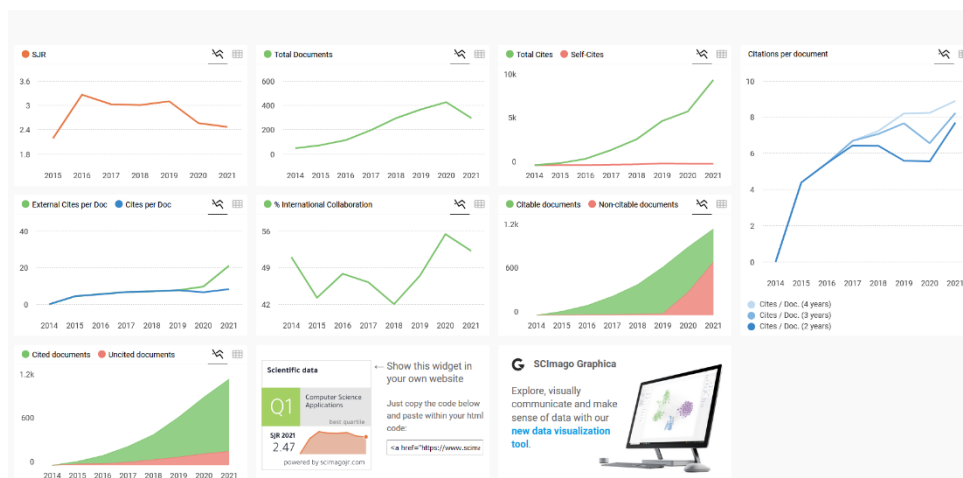 SJR
3.6
3
2.4
1.8
2015 2016 2017 2018 2019 2020 2021
Total Documents
600
400
200
0
2014 2015 2016 2017 2018 2019 2020 2021
Total Cites Self-Cites
10k
5k
0
2014 2015 2016 2017 2018 2019 2020 2021
Citations per document
10
8
6
4
2
0
2014 2015 2016 2017 2018 2019 2020 2021
Cites / Doc. (4 years)
Cites / Doc. (3 years)
Cites / Doc. (2 years)
External Cites per Doc Cites per Doc
40
20
0
2014 2015 2016 2017 2018 2019 2020 2021
% International Collaboration
56
49
42
2014 2015 2016 2017 2018 2019 2020 2021
Citable documents Non-citable documents
1.2k
600
0
2014 2015 2016 2017 2018 2019 2020 2021
Cited documents Uncited documents
1.2k
600
0
2014 2015 2016 2017 2018 2019 2020 2021
Scientific data
Q1
Computer Science
Applications
best quartile
SJR 2021
2.47
powered by scimagojr.com
← Show this widget in
your own website
Just copy the code below
and paste within your html
code:
<a href="https://www.scima
SCImago Graphica
Explore, visually
communicate and make
sense of data with our
new data visualization
tool.